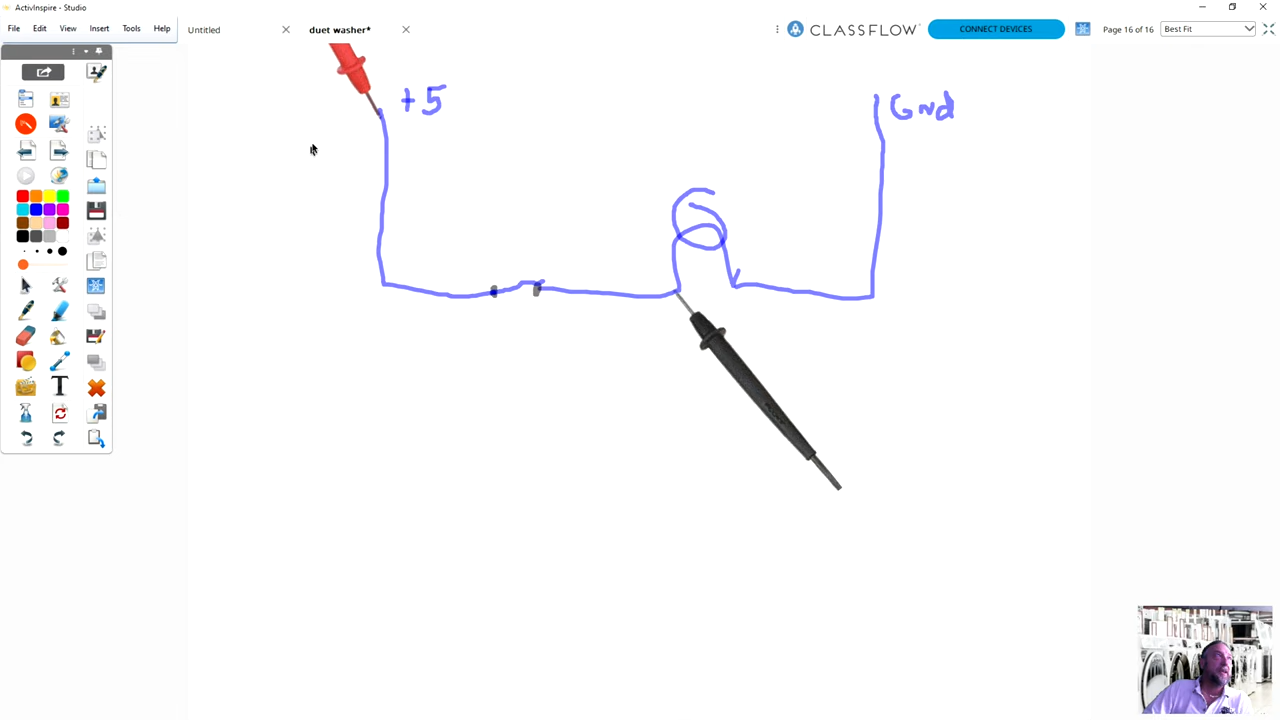 ActivInspire - Studio
File Edit View Insert Tools Help
Untitled
duet washer*
CLASSFLOW
CONNECT DEVICES
Page 16 of 16
Best Fit
+5
Gnd
T